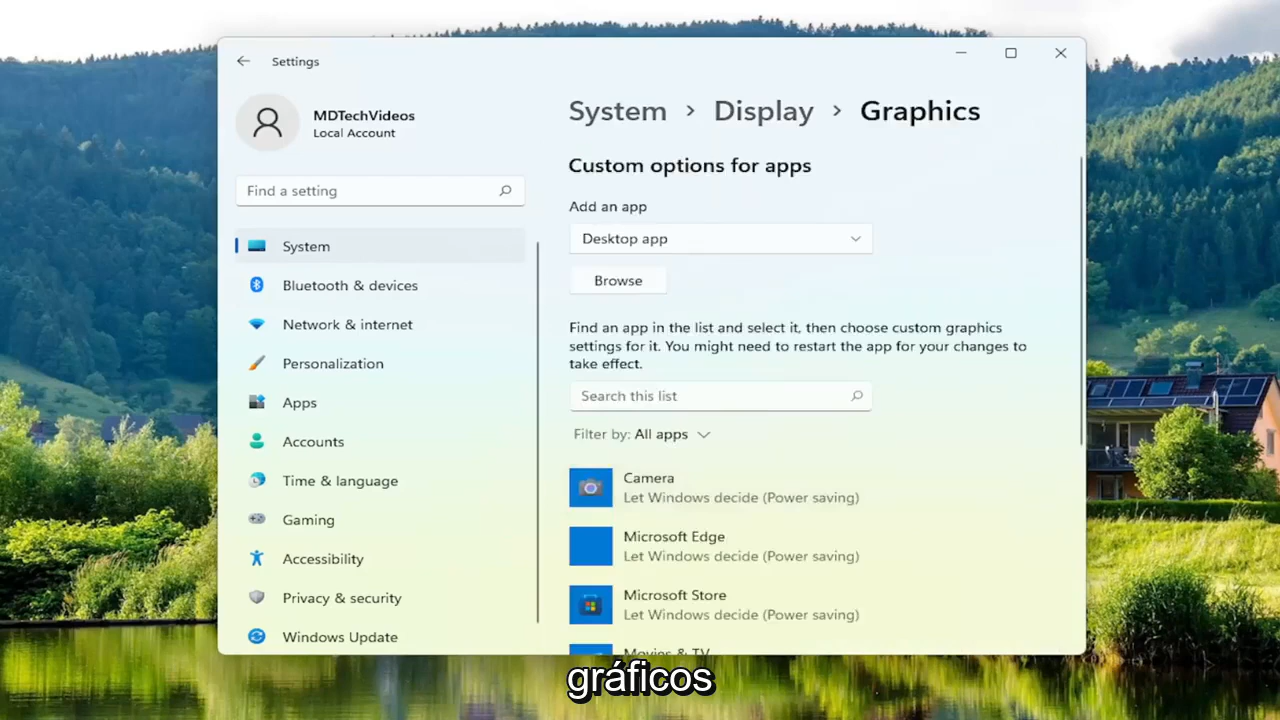 Settings
MDTechVideos
Local Account
Find a setting
System
Bluetooth & devices
Network & internet
Personalization
Apps
Accounts
Time & language
Gaming
Accessibility
Privacy & security
Windows Update
System > Display > Graphics
Custom options for apps
Add an app
Desktop app
Browse
Find an app in the list and select it, then choose custom graphics
settings for it. You might need to restart the app for your changes to
take effect.
Search this list
Filter by: All apps
Camera
Let Windows decide (Power saving)
Microsoft Edge
Let Windows decide (Power saving)
Microsoft Store
Let Windows decide (Power saving)
Movies & TV
gráficos